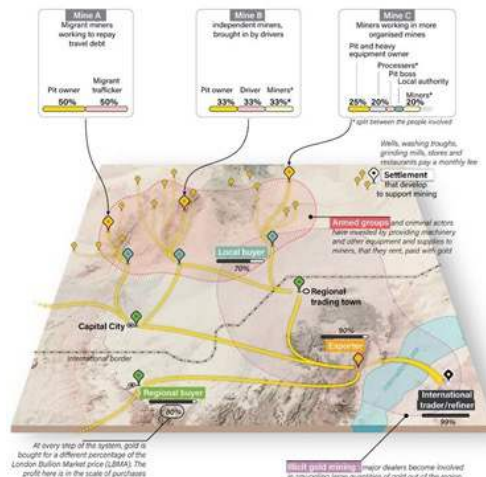 Mine A
Migrant miners
working to repay
travel debt
Pit owner
50%
Migrant
trafficker
50%
Mine B
independent miners,
brought in by drivers
Pit owner Driver Miners*
33% 33% 33%*
Mine C
Miners working in more
organised mines
Pit and heavy
equipment owner
Processers*
Pit boss
Local authority
Miners*
25% 20% 20%
* split between the people involved
Wells, washing troughs,
grinding mills, stores and
restaurants pay a monthly fee
Settlement
that develop
to support mining
Armed groups and criminal actors
have invested by providing machinery
and other equipment and supplies to
miners, that they rent, paid with gold
Local buyer
70%
Regional
trading town
Capital City
90%
Exporter
International border
Regional buyer
80%
International
trader/refiner
99%
At every step of the system, gold is
bought for a different percentage of the
London Bullion Market price (LBMA). The
profit here is in the scale of purchases
Illicit gold mining : major dealers become involved